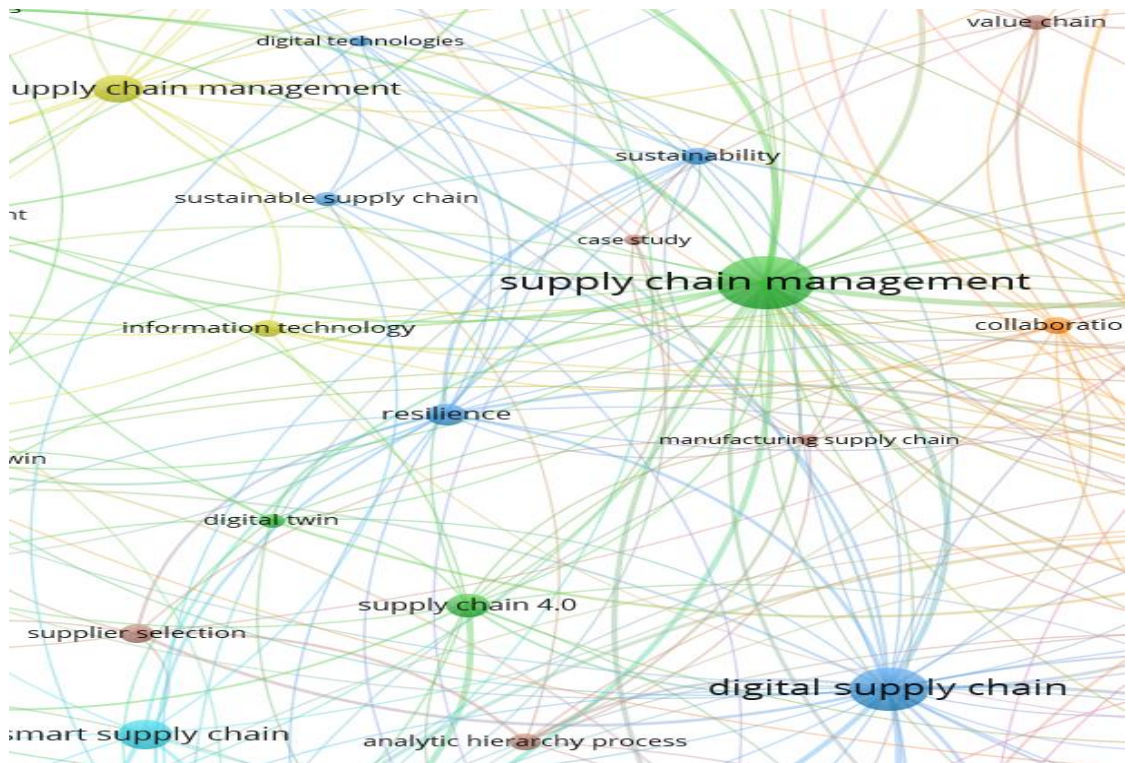 value chain
digital technologies
upply chain management
sustainability
sustainable supply chain
nt
case study
supply chain management
information technology
collaboratio
resilience
manufacturing supply chain
win
digital twin
supply chain 4.0
supplier selection
digital supply chain
smart supply chain
analytic hierarchy process